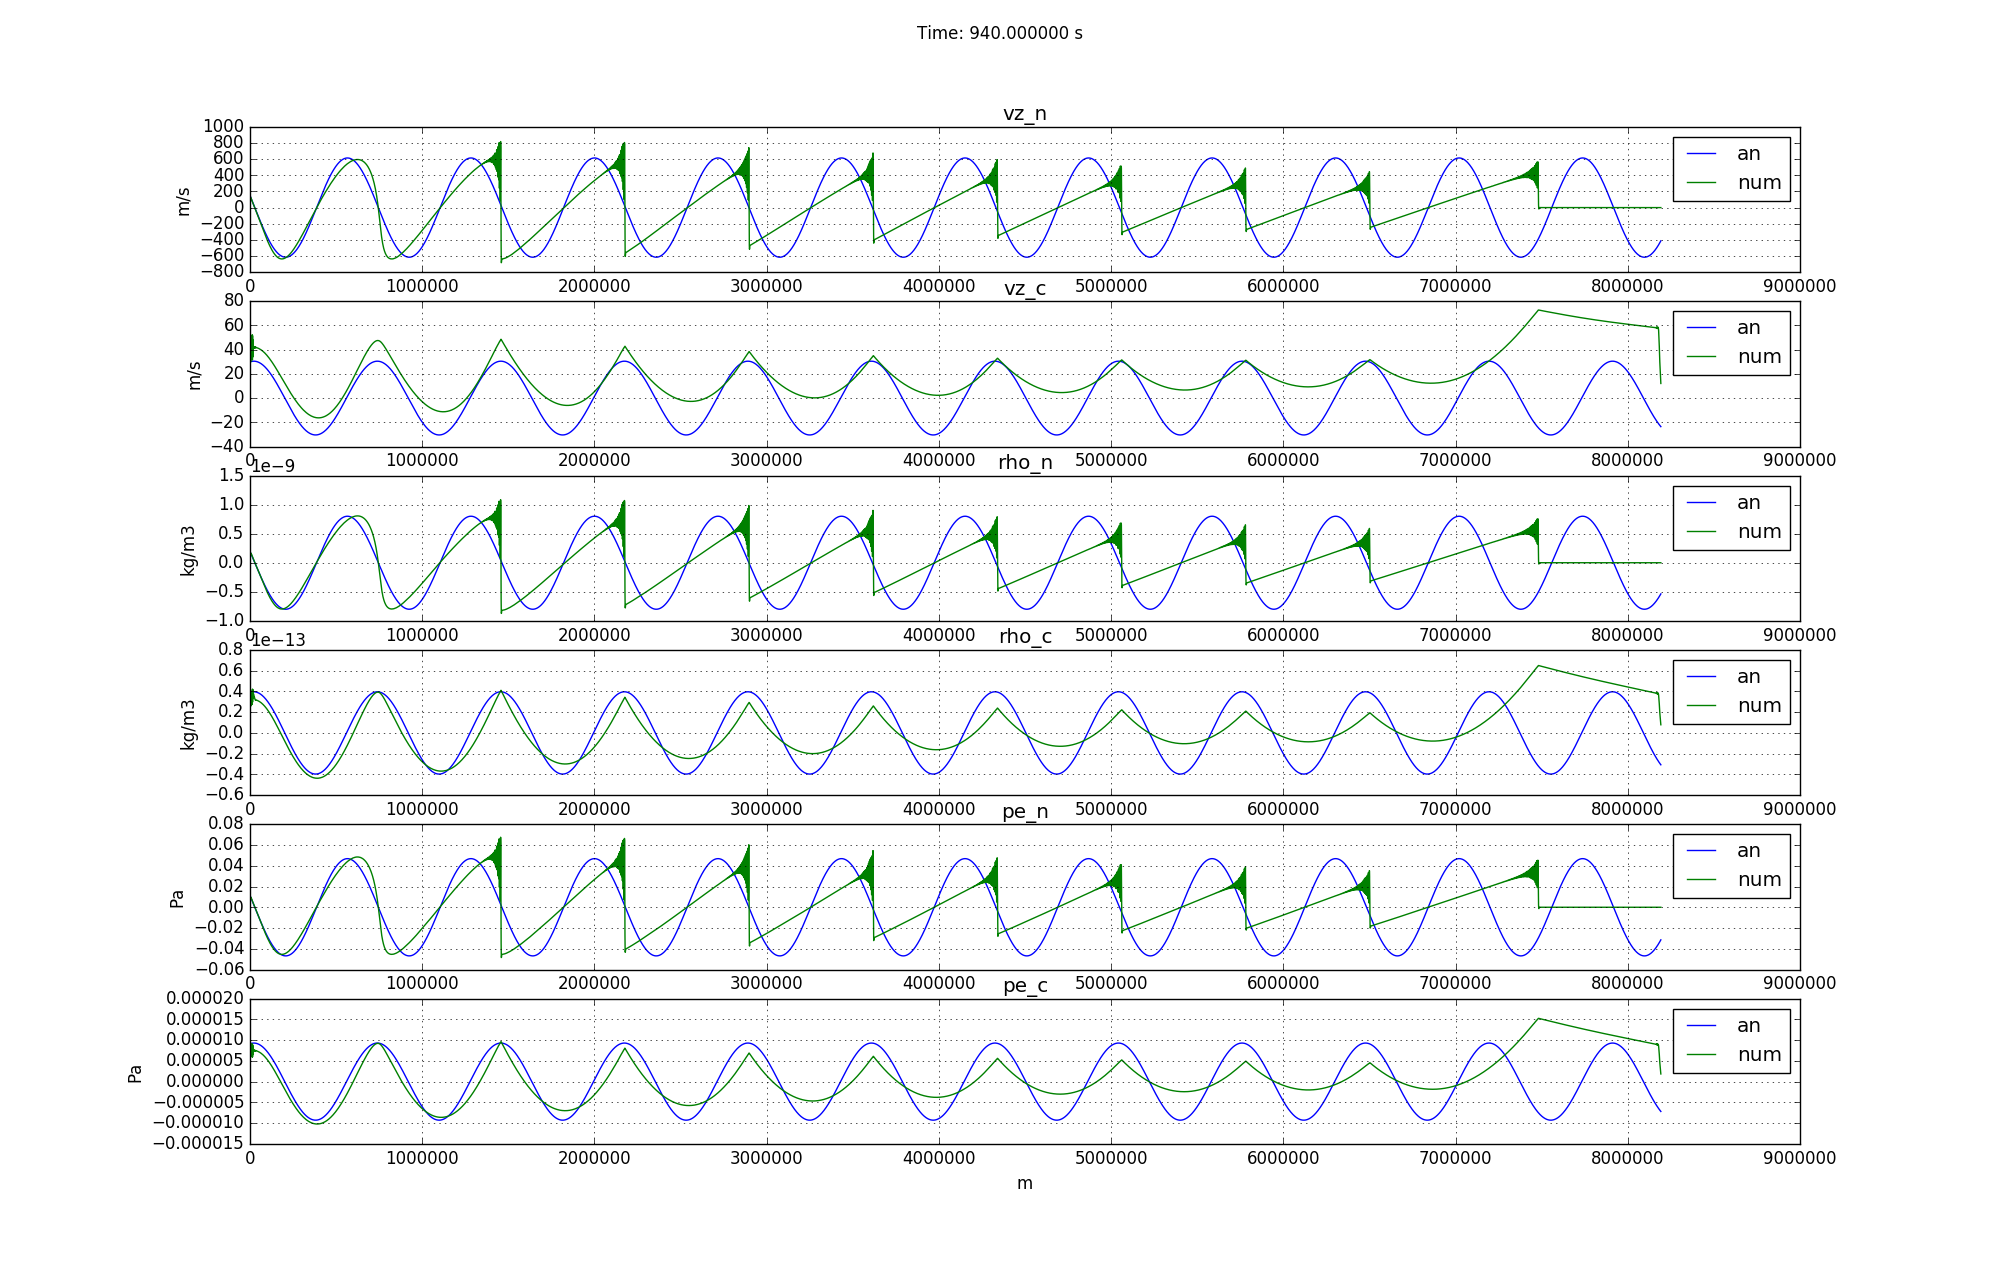 Time: 940.000000 s
vz_n
1000
800
600
400
200
0
−200
−400
−600
−800
m/s
an
num
0 1000000 2000000 3000000 4000000 5000000 6000000 7000000 8000000 9000000
vz_c
80
60
40
20
0
−20
−40
m/s
an
num
0 1000000 2000000 3000000 4000000 5000000 6000000 7000000 8000000 9000000
1e−9
rho_n
1.5
1.0
0.5
0.0
−0.5
−1.0
kg/m3
an
num
0 1000000 2000000 3000000 4000000 5000000 6000000 7000000 8000000 9000000
1e−13
rho_c
0.8
0.6
0.4
0.2
0.0
−0.2
−0.4
−0.6
kg/m3
an
num
0 1000000 2000000 3000000 4000000 5000000 6000000 7000000 8000000 9000000
pe_n
0.08
0.06
0.04
0.02
0.00
−0.02
−0.04
−0.06
Pa
an
num
0 1000000 2000000 3000000 4000000 5000000 6000000 7000000 8000000 9000000
pe_c
0.000020
0.000015
0.000010
0.000005
0.000000
−0.000005
−0.000010
−0.000015
Pa
an
num
0 1000000 2000000 3000000 4000000 5000000 6000000 7000000 8000000 9000000
m